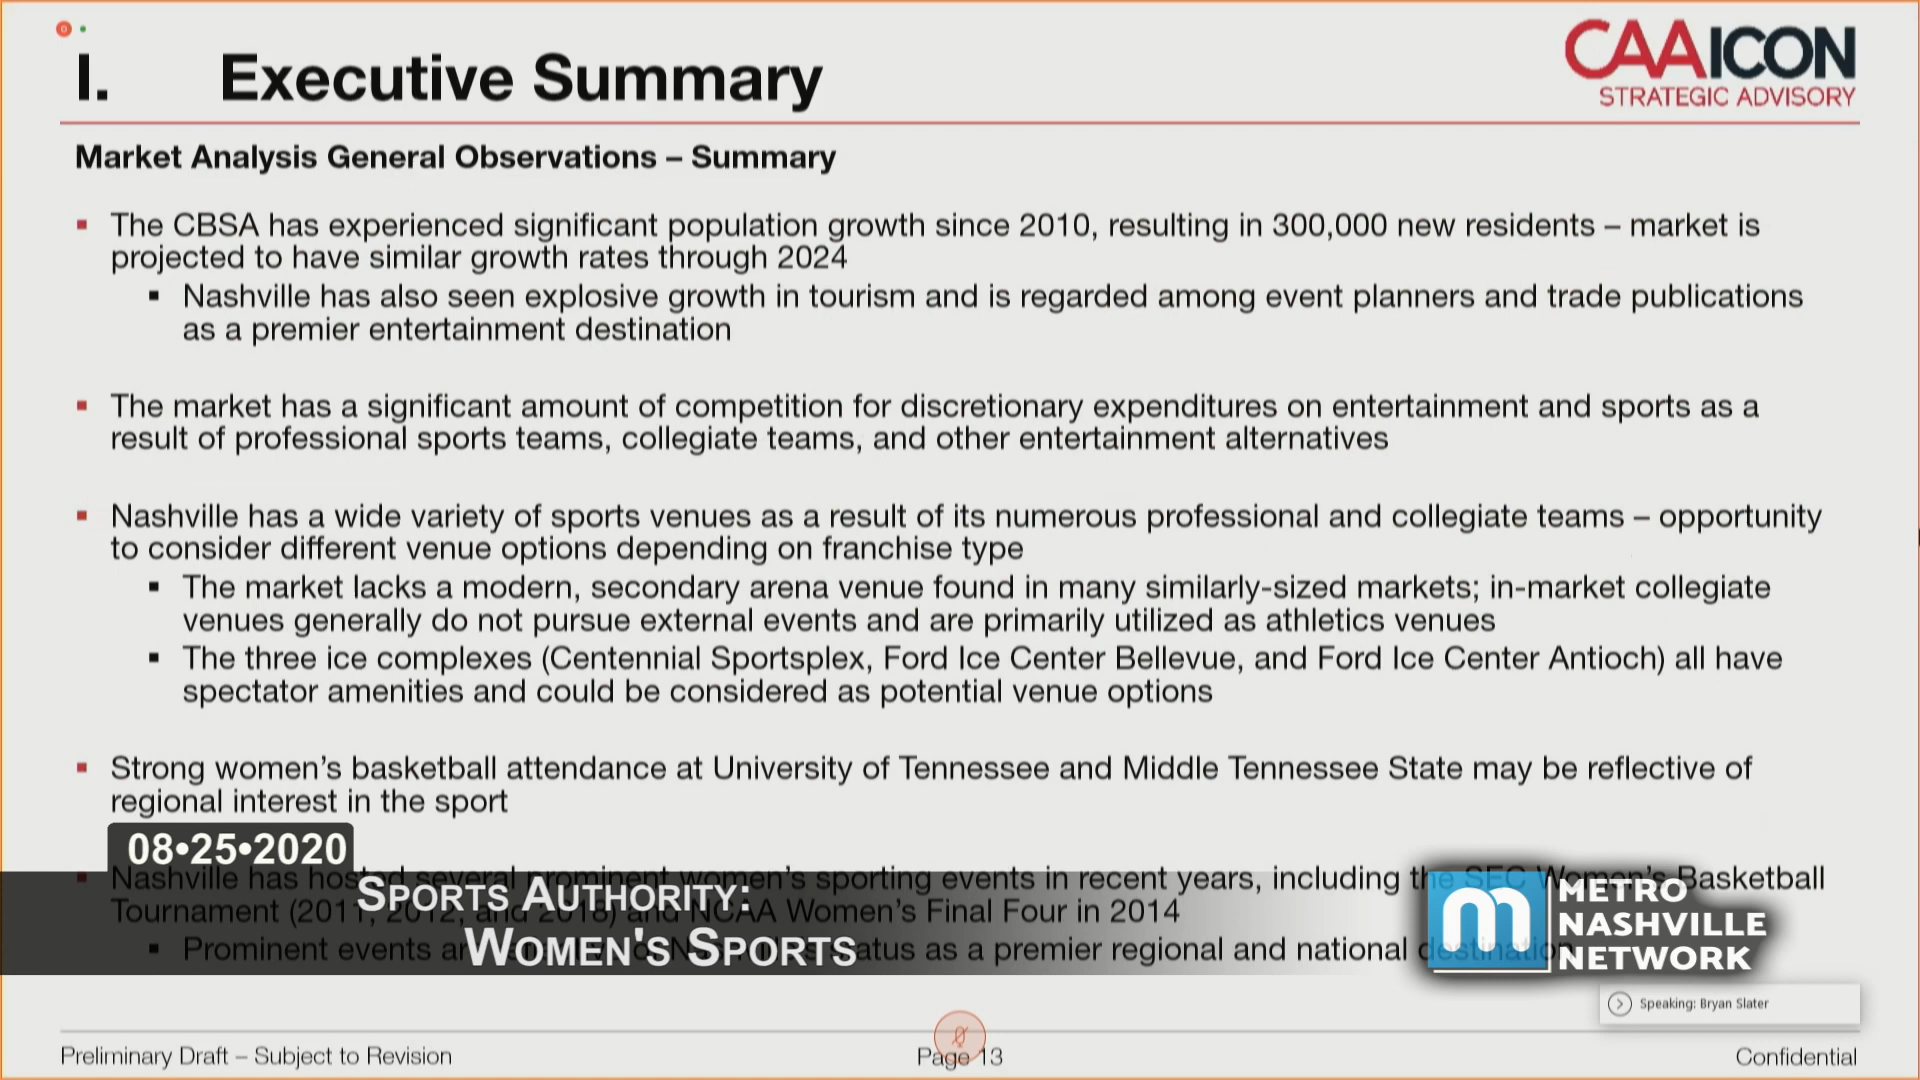 I. Executive Summary
CAAICON
STRATEGIC ADVISORY
Market Analysis General Observations – Summary
▪ The CBSA has experienced significant population growth since 2010, resulting in 300,000 new residents – market is
projected to have similar growth rates through 2024
▪ Nashville has also seen explosive growth in tourism and is regarded among event planners and trade publications
as a premier entertainment destination
▪ The market has a significant amount of competition for discretionary expenditures on entertainment and sports as a
result of professional sports teams, collegiate teams, and other entertainment alternatives
▪ Nashville has a wide variety of sports venues as a result of its numerous professional and collegiate teams – opportunity
to consider different venue options depending on franchise type
▪ The market lacks a modern, secondary arena venue found in many similarly-sized markets; in-market collegiate
venues generally do not pursue external events and are primarily utilized as athletics venues
▪ The three ice complexes (Centennial Sportsplex, Ford Ice Center Bellevue, and Ford Ice Center Antioch) all have
spectator amenities and could be considered as potential venue options
▪ Strong women's basketball attendance at University of Tennessee and Middle Tennessee State may be reflective of
regional interest in the sport
08•25•2020
▪ Nashville has hosted several prominent women's sporting events in recent years, including the SEC Women's Basketball
Tournament (2011, 2012, and 2018) and NCAA Women's Final Four in 2014
▪ Prominent events status as a premier regional and national destination
SPORTS AUTHORITY:
WOMEN'S SPORTS
m METRO
NASHVILLE
NETWORK
Speaking: Bryan Slater
Preliminary Draft – Subject to Revision
Page 13
Confidential